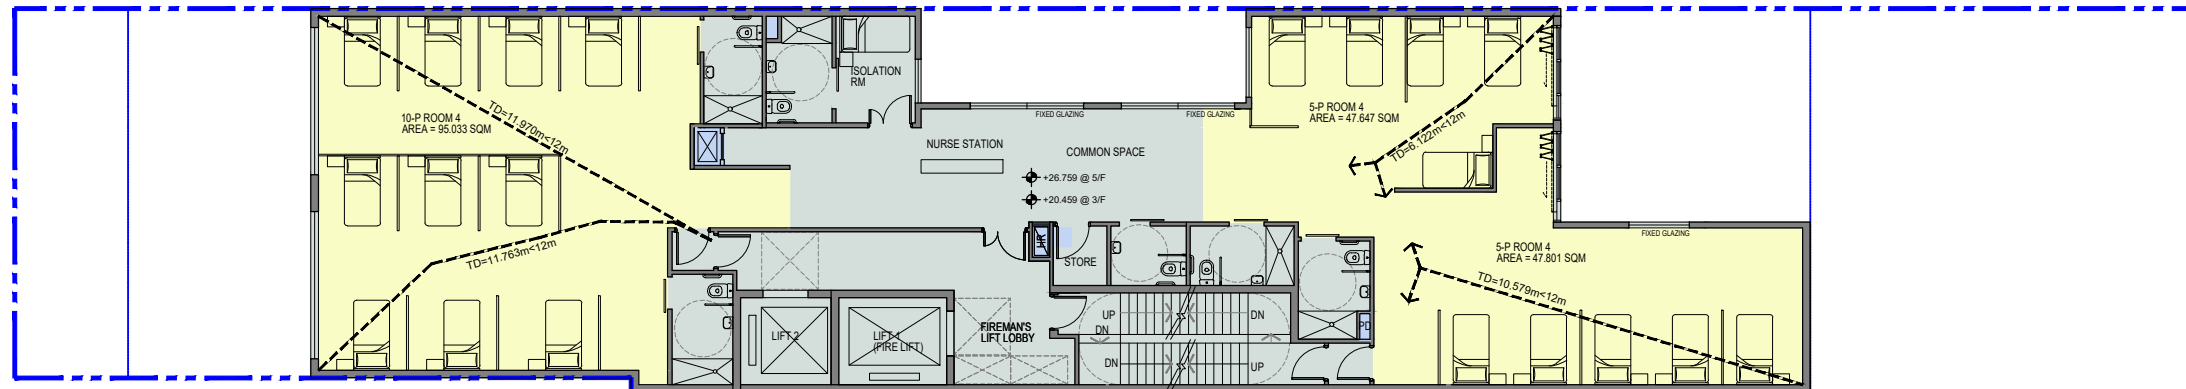 ISOLATION
RM
10-P ROOM 4
AREA = 95.033 SQM
TD=11.970m<12m
TD=11.763m<12m
NURSE STATION
COMMON SPACE
FIXED GLAZING
FIXED GLAZING
+26.759 @ 5/F
+20.459 @ 3/F
5-P ROOM 4
AREA = 47.647 SQM
TD=6.122m<12m
HR
STORE
5-P ROOM 4
AREA = 47.801 SQM
FIXED GLAZING
TD=10.579m<12m
LIFT 2
LIFT 1
(FIRE LIFT)
FIREMAN'S
LIFT LOBBY
UP
DN
DN
DN
UP
PD